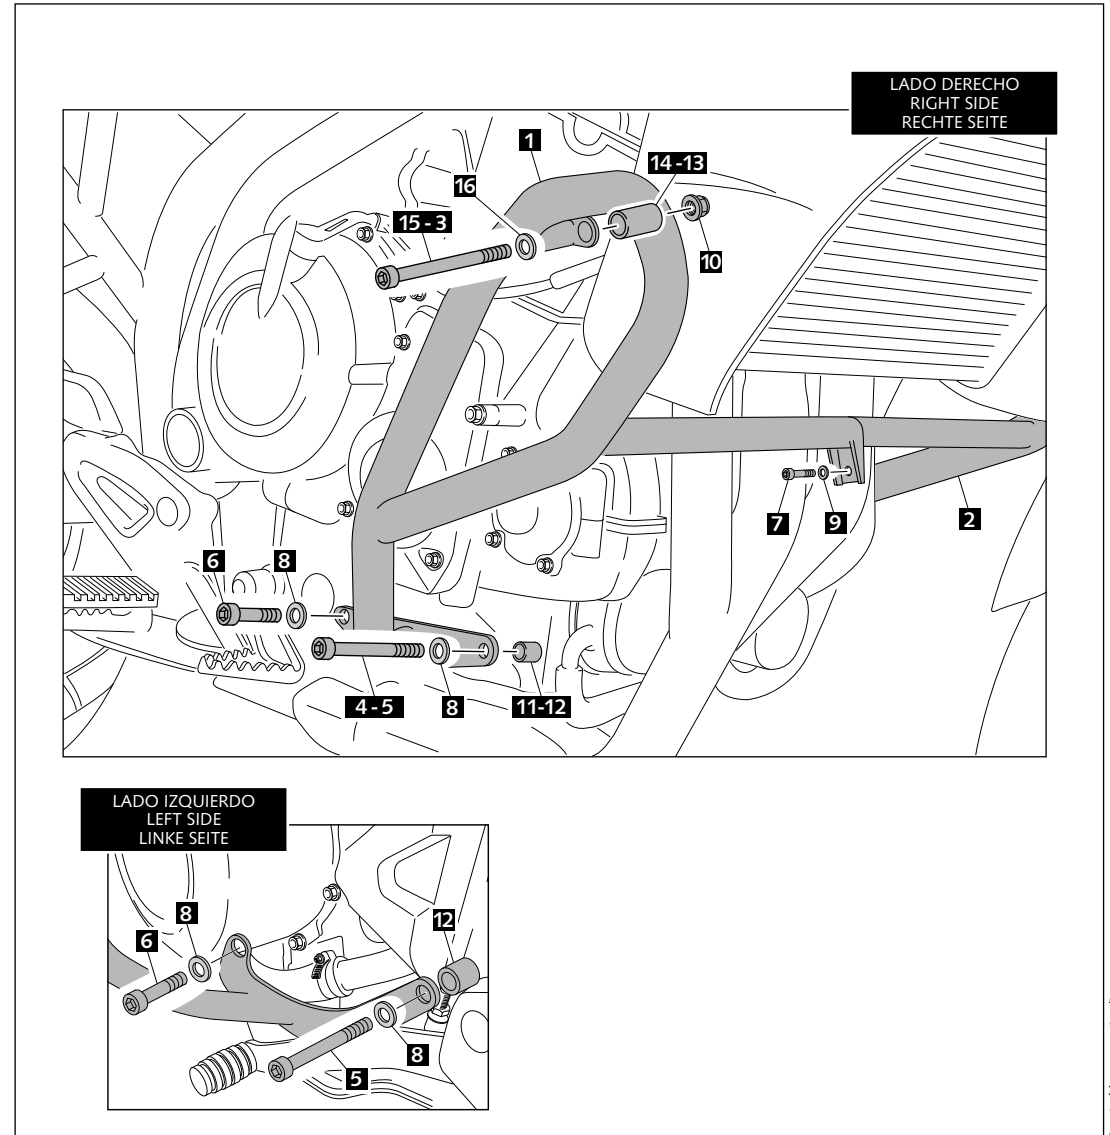 LADO DERECHO
RIGHT SIDE
RECHTE SEITE
1
14 -13
16
15 - 3
10
7
9
2
6
8
4 - 5
8
11-12
LADO IZQUIERDO
LEFT SIDE
LINKE SEITE
8
12
6
8
5